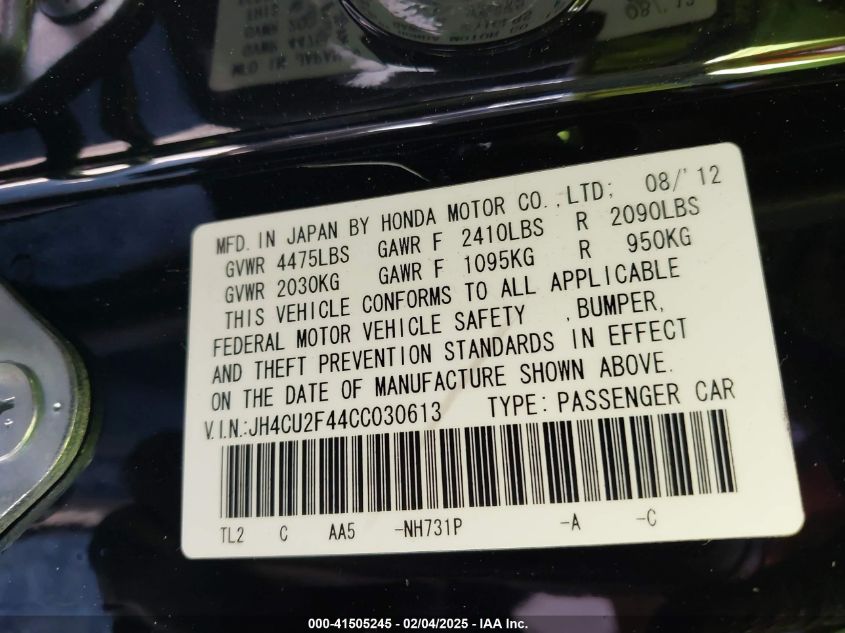 08/'12
MFD. IN JAPAN BY HONDA MOTOR CO.,LTD; 08/'12
GVWR 4475LBS GAWR F 2410LBS R 2090LBS
GVWR 2030KG GAWR F 1095KG R 950KG
THIS VEHICLE CONFORMS TO ALL APPLICABLE
FEDERAL MOTOR VEHICLE SAFETY ,BUMPER,
AND THEFT PREVENTION STANDARDS IN EFFECT
ON THE DATE OF MANUFACTURE SHOWN ABOVE.
V.I.N.:JH4CU2F44CC030613 TYPE:PASSENGER CAR
TL2 C AA5 -NH731P -A -C
000-41505245 - 02/04/2025 - IAA Inc.